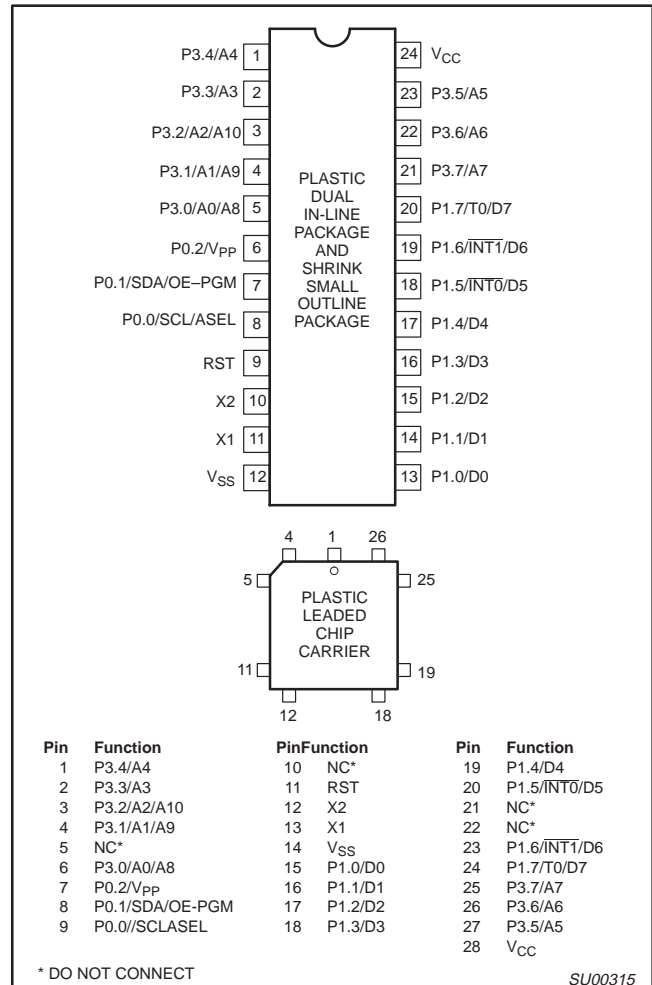 P3.4/A4 1 24 VCC
P3.3/A3 2 23 P3.5/A5
P3.2/A2/A10 3 22 P3.6/A6
P3.1/A1/A9 4 21 P3.7/A7
P3.0/A0/A8 5 20 P1.7/T0/D7
P0.2/VPP 6 19 P1.6/INT1/D6
P0.1/SDA/OE–PGM 7 18 P1.5/INT0/D5
P0.0/SCL/ASEL 8 17 P1.4/D4
RST 9 16 P1.3/D3
X2 10 15 P1.2/D2
X1 11 14 P1.1/D1
VSS 12 13 P1.0/D0
PLASTIC
DUAL
IN-LINE
PACKAGE
AND
SHRINK
SMALL
OUTLINE
PACKAGE
4 1 26
5 25
PLASTIC
LEADED
CHIP
CARRIER
11 19
12 18
Pin Function PinFunction Pin Function
1 P3.4/A4 10 NC* 19 P1.4/D4
2 P3.3/A3 11 RST 20 P1.5/INT0/D5
3 P3.2/A2/A10 12 X2 21 NC*
4 P3.1/A1/A9 13 X1 22 NC*
5 NC* 14 VSS 23 P1.6/INT1/D6
6 P3.0/A0/A8 15 P1.0/D0 24 P1.7/T0/D7
7 P0.2/VPP 16 P1.1/D1 25 P3.7/A7
8 P0.1/SDA/OE-PGM 17 P1.2/D2 26 P3.6/A6
9 P0.0//SCLASEL 18 P1.3/D3 27 P3.5/A5
28 VCC
* DO NOT CONNECT
SU00315